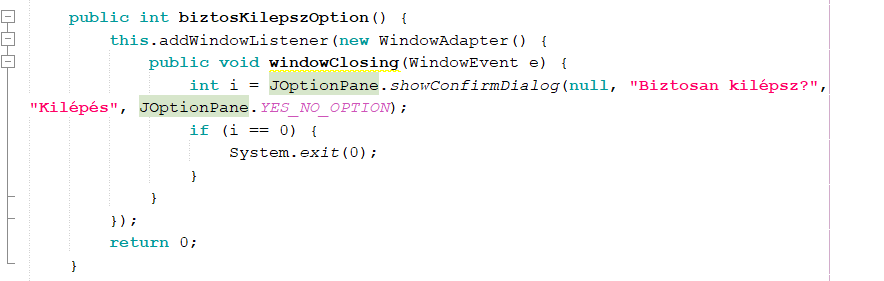 public int biztosKilepszOption() {
this.addWindowListener(new WindowAdapter() {
public void windowClosing(WindowEvent e) {
int i = JOptionPane.showConfirmDialog(null, "Biztosan kilépsz?",
"Kilépés", JOptionPane.YES_NO_OPTION);
if (i == 0) {
System.exit(0);
}
}
});
return 0;
}